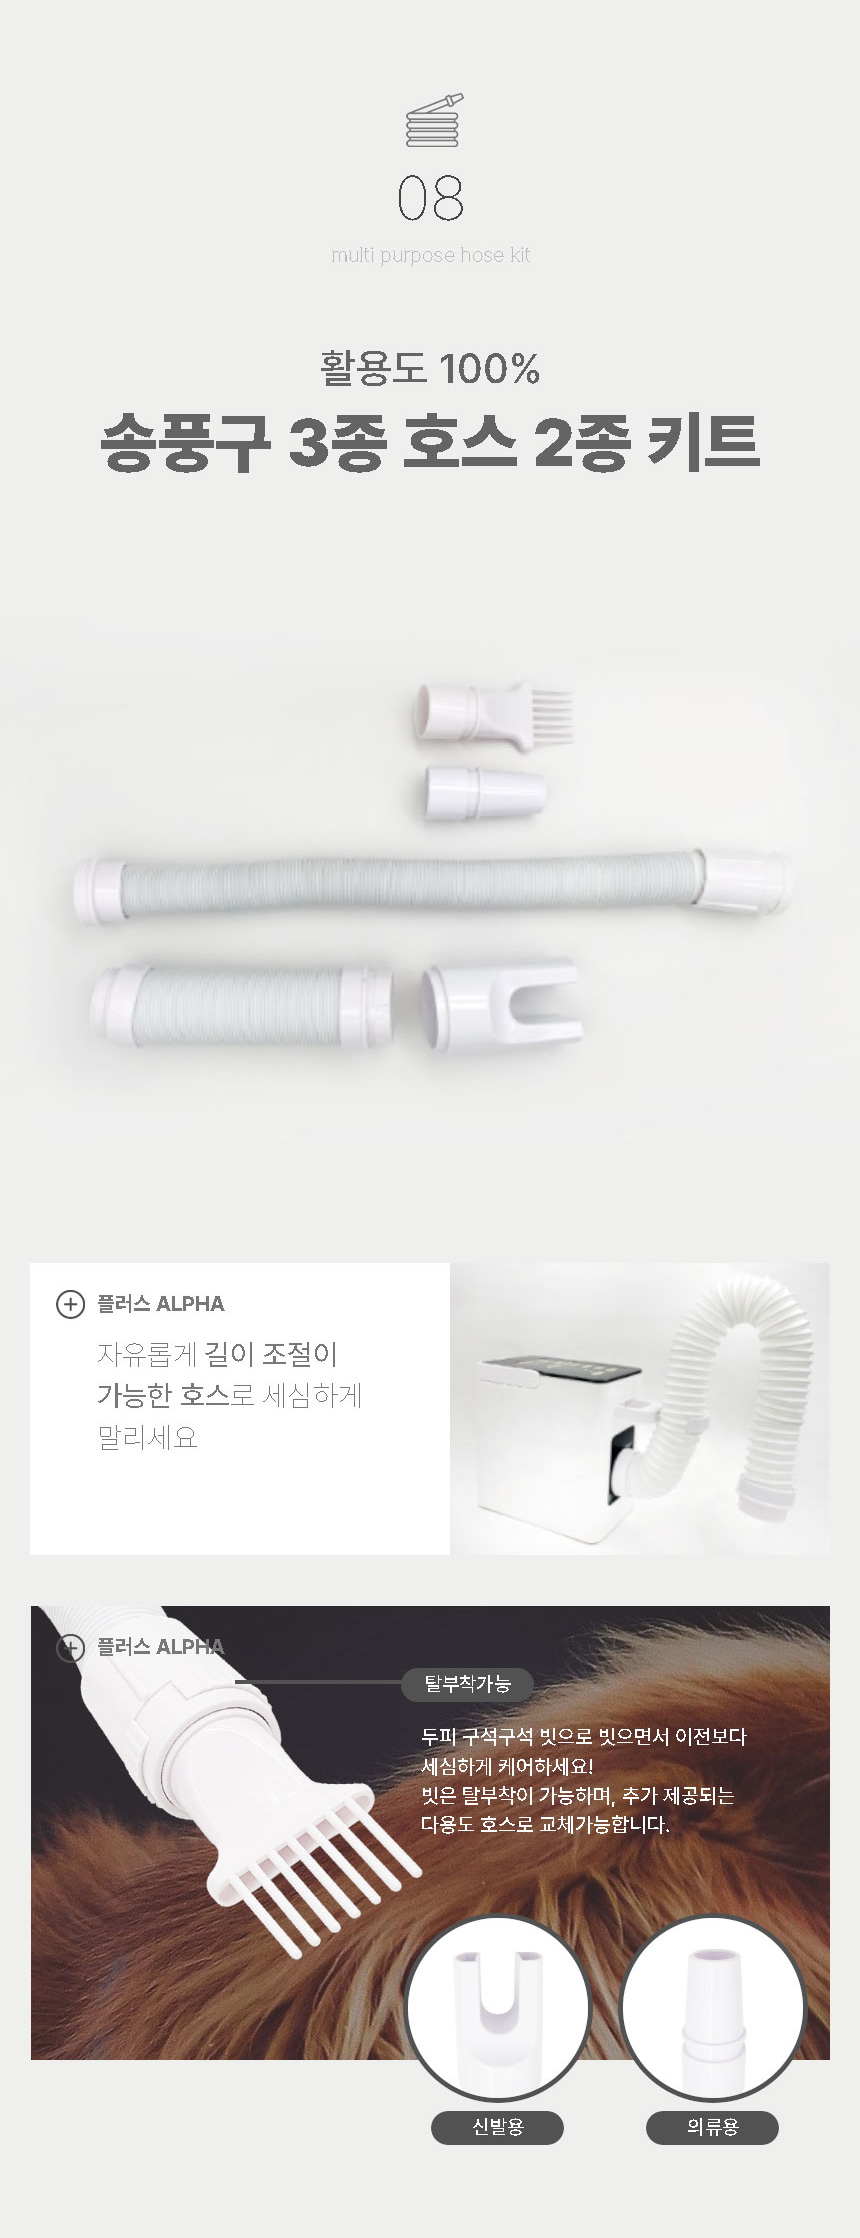 08
multi purpose hose kit
활용도 100%
송풍구 3종 호스 2종 키트
플러스 ALPHA
자유롭게 길이 조절이
가능한 호스로 세심하게
말리세요
플러스 ALPHA
탈부착가능
두피 구석구석 빗으로 빗으면서 이전보다
세심하게 케어하세요!
빗은 탈부착이 가능하며, 추가 제공되는
다용도 호스로 교체가능합니다.
신발용
의류용